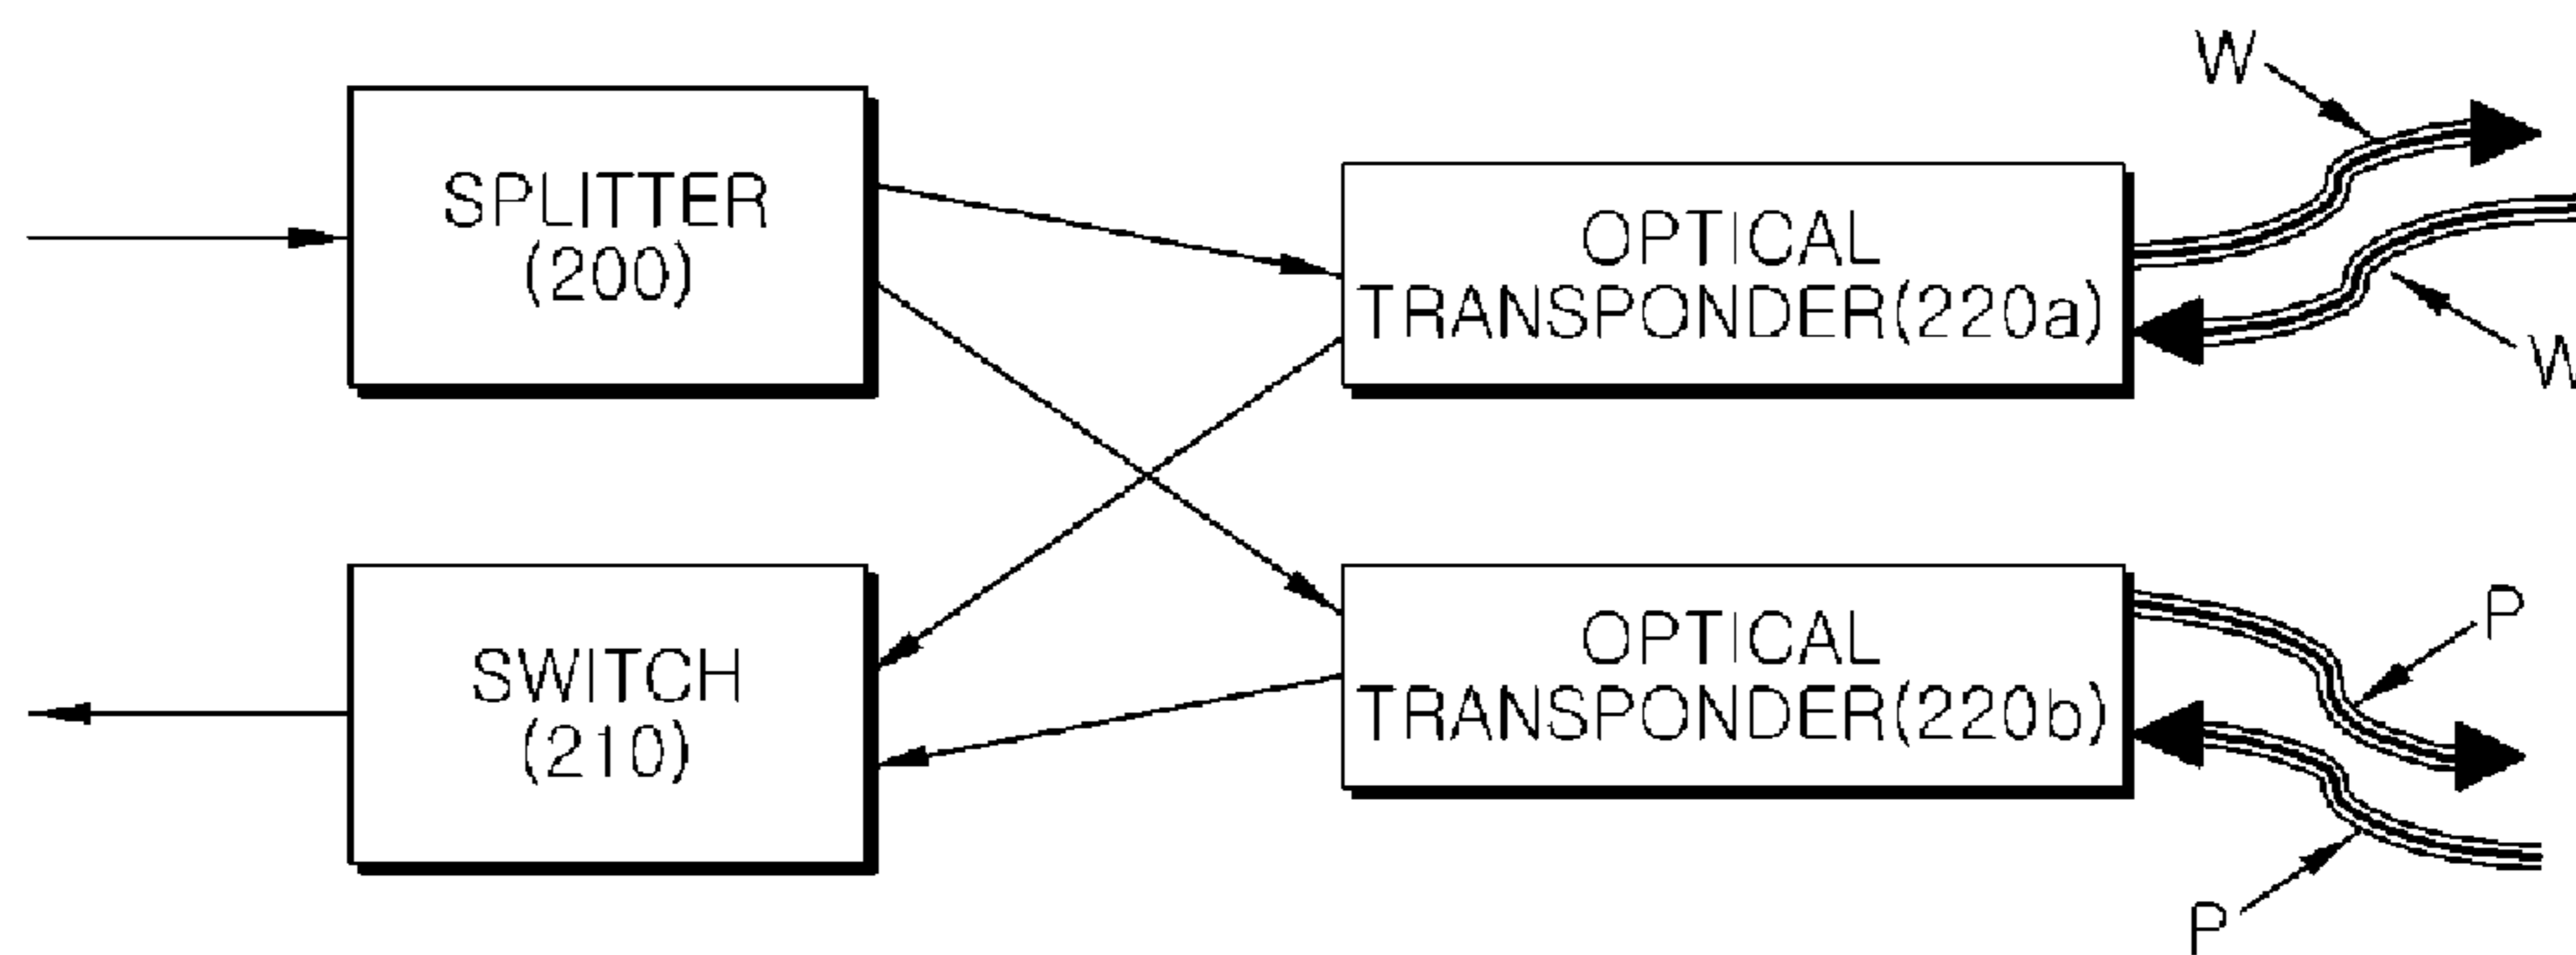 W
SPLITTER
(200)
OPTICAL
TRANSPONDER(220a)
W
SWITCH
(210)
OPTICAL
TRANSPONDER(220b)
P
P